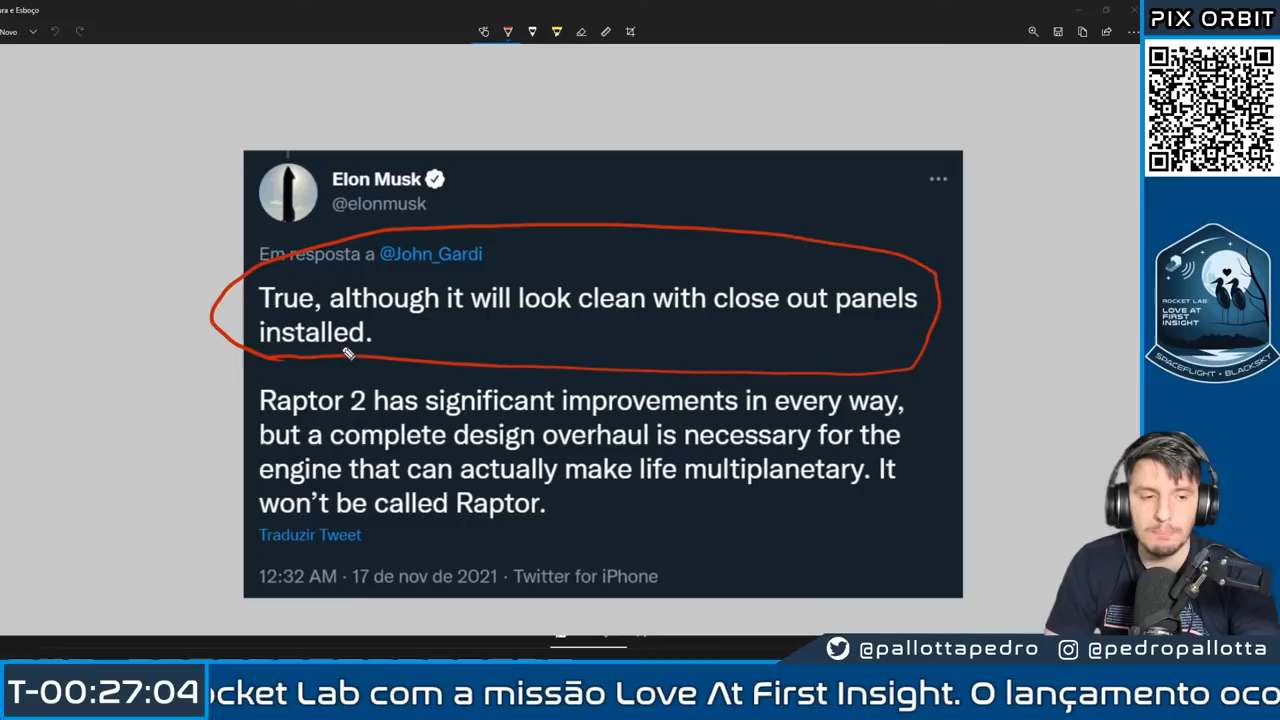 ra e Esboço
Novo
PIX ORBIT
Elon Musk
@elonmusk
Em resposta a @John_Gardi
True, although it will look clean with close out panels
installed.
Raptor 2 has significant improvements in every way,
but a complete design overhaul is necessary for the
engine that can actually make life multiplanetary. It
won’t be called Raptor.
Traduzir Tweet
12:32 AM · 17 de nov de 2021 · Twitter for iPhone
ROCKET LAB
LOVE AT
FIRST
INSIGHT
SPACEFLIGHT • BLACKSKY
@pallottapedro @pedropallotta
T-00:27:04
ocket Lab com a missão Love At First Insight. O lançamento oco